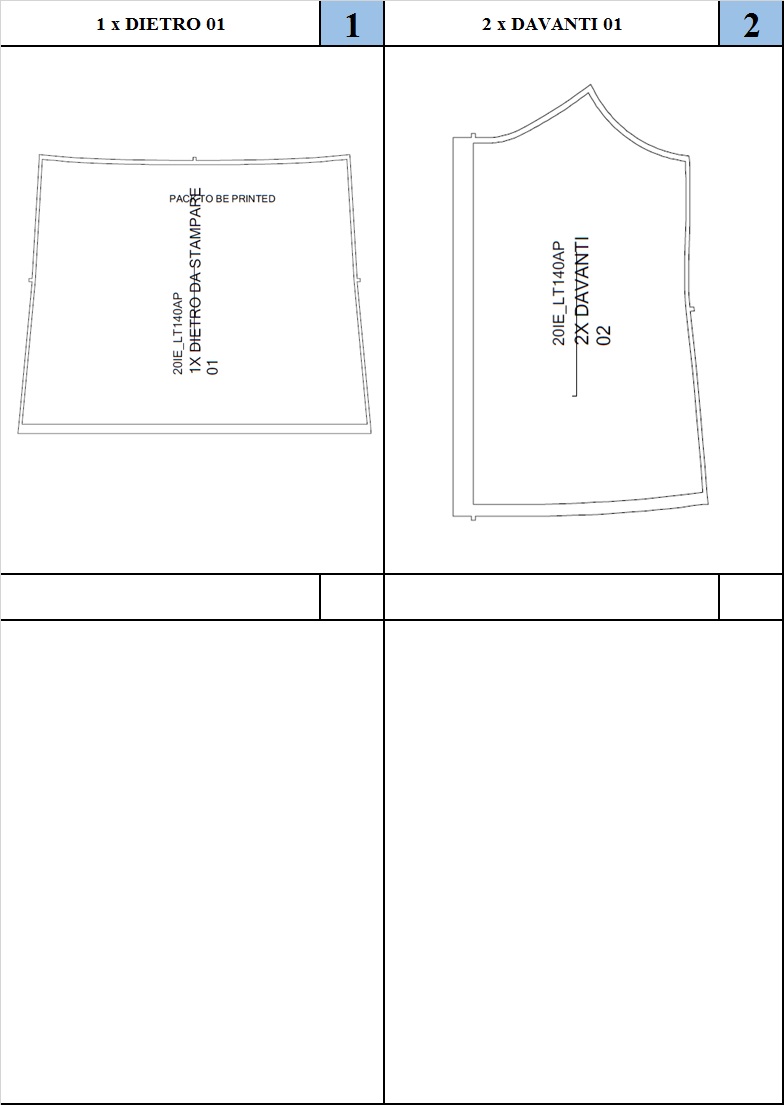 1 x DIETRO 01
1
2 x DAVANTI 01
2
PACK TO BE PRINTED
20IE_LT140AP
1X DIETRO DA STAMPARE
01
20IE_LT140AP
2X DAVANTI
02